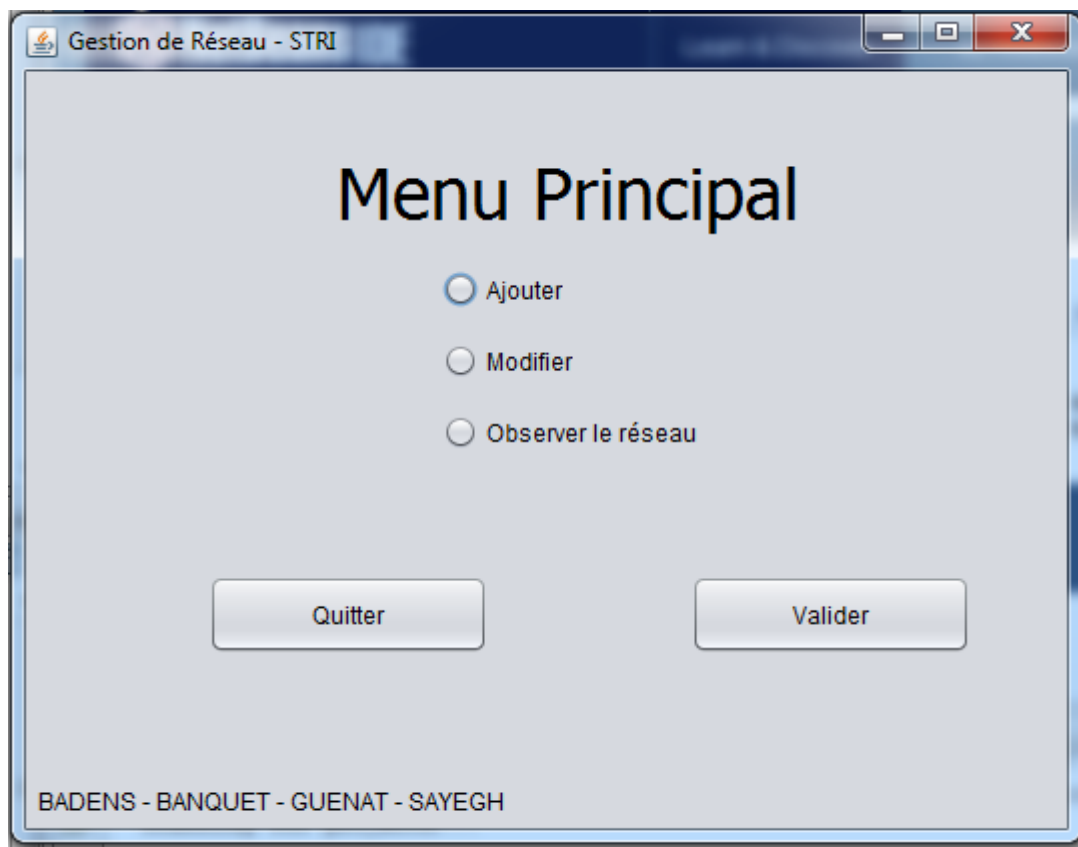 Gestion de Réseau - STRI
Menu Principal
Ajouter
Modifier
Observer le réseau
Quitter
Valider
BADENS - BANQUET - GUENAT - SAYEGH